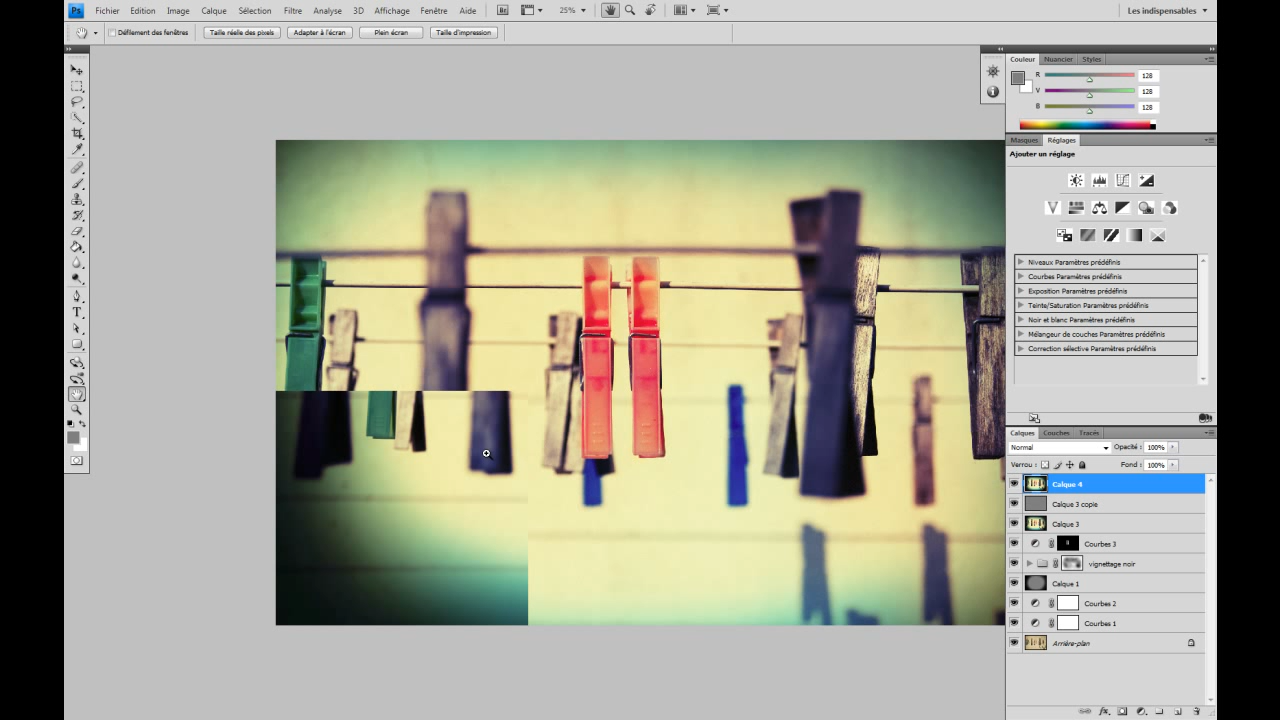 Ps Fichier Edition Image Calque Sélection Filtre Analyse 3D Affichage Fenêtre Aide Br 25% Les indispensables
Défilement des fenêtres Taille réelle des pixels Adapter à l'écran Plein écran Taille d'impression
Couleur Nuancier Styles
R 128
V 128
B 128
Masques Réglages
Ajouter un réglage
Niveaux Paramètres prédéfinis
Courbes Paramètres prédéfinis
Exposition Paramètres prédéfinis
Teinte/Saturation Paramètres prédéfinis
Noir et blanc Paramètres prédéfinis
Mélangeur de couches Paramètres prédéfinis
Correction sélective Paramètres prédéfinis
Calques Couches Tracés
Normal Opacité : 100%
Verrou : Fond : 100%
Calque 4
Calque 3 copie
Calque 3
Courbes 3
vignettage noir
Calque 1
Courbes 2
Courbes 1
Arrière-plan